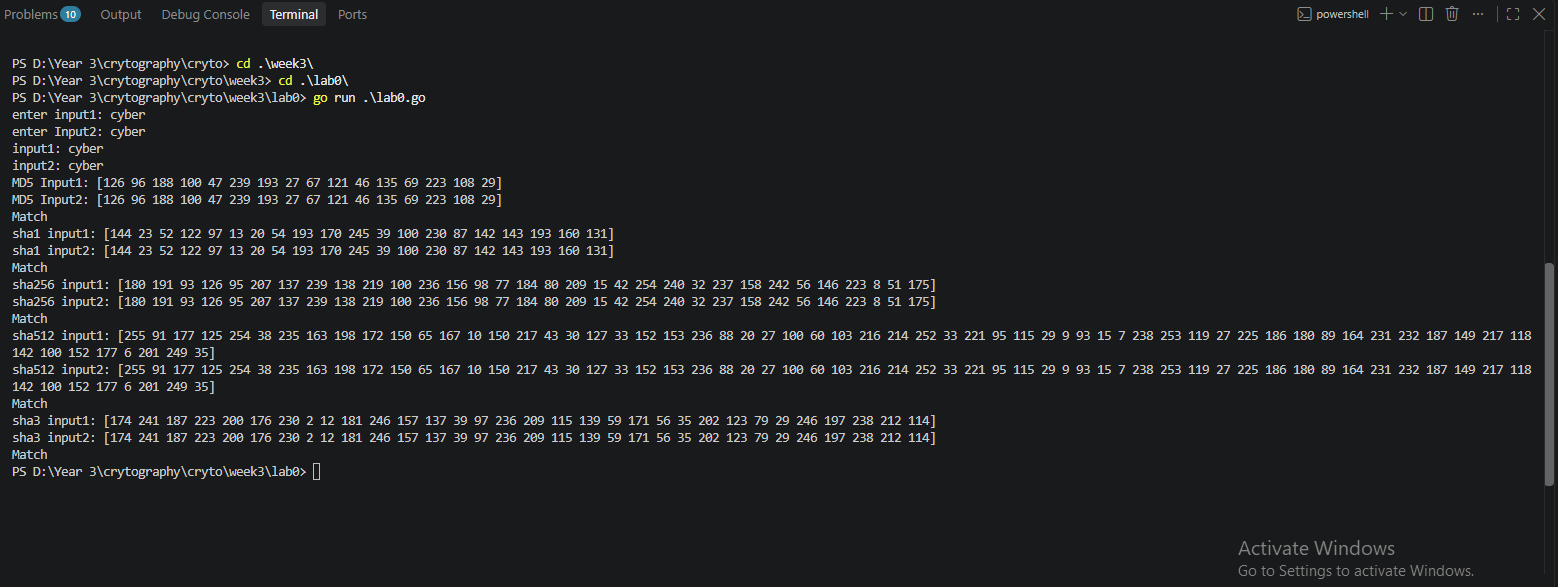 Problems 10 Output Debug Console Terminal Ports powershell
PS D:\Year 3\crytography\cryto> cd .\week3\
PS D:\Year 3\crytography\cryto\week3> cd .\lab0\
PS D:\Year 3\crytography\cryto\week3\lab0> go run .\lab0.go
enter input1: cyber
enter Input2: cyber
input1: cyber
input2: cyber
MD5 Input1: [126 96 188 100 47 239 193 27 67 121 46 135 69 223 108 29]
MD5 Input2: [126 96 188 100 47 239 193 27 67 121 46 135 69 223 108 29]
Match
sha1 input1: [144 23 52 122 97 13 20 54 193 170 245 39 100 230 87 142 143 193 160 131]
sha1 input2: [144 23 52 122 97 13 20 54 193 170 245 39 100 230 87 142 143 193 160 131]
Match
sha256 input1: [180 191 93 126 95 207 137 239 138 219 100 236 156 98 77 184 80 209 15 42 254 240 32 237 158 242 56 146 223 8 51 175]
sha256 input2: [180 191 93 126 95 207 137 239 138 219 100 236 156 98 77 184 80 209 15 42 254 240 32 237 158 242 56 146 223 8 51 175]
Match
sha512 input1: [255 91 177 125 254 38 235 163 198 172 150 65 167 10 150 217 43 30 127 33 152 153 236 88 20 27 100 60 103 216 214 252 33 221 95 115 29 9 93 15 7 238 253 119 27 225 186 180 89 164 231 232 187 149 217 118
142 100 152 177 6 201 249 35]
sha512 input2: [255 91 177 125 254 38 235 163 198 172 150 65 167 10 150 217 43 30 127 33 152 153 236 88 20 27 100 60 103 216 214 252 33 221 95 115 29 9 93 15 7 238 253 119 27 225 186 180 89 164 231 232 187 149 217 118
142 100 152 177 6 201 249 35]
Match
sha3 input1: [174 241 187 223 200 176 230 2 12 181 246 157 137 39 97 236 209 115 139 59 171 56 35 202 123 79 29 246 197 238 212 114]
sha3 input2: [174 241 187 223 200 176 230 2 12 181 246 157 137 39 97 236 209 115 139 59 171 56 35 202 123 79 29 246 197 238 212 114]
Match
PS D:\Year 3\crytography\cryto\week3\lab0>
Activate Windows
Go to Settings to activate Windows.